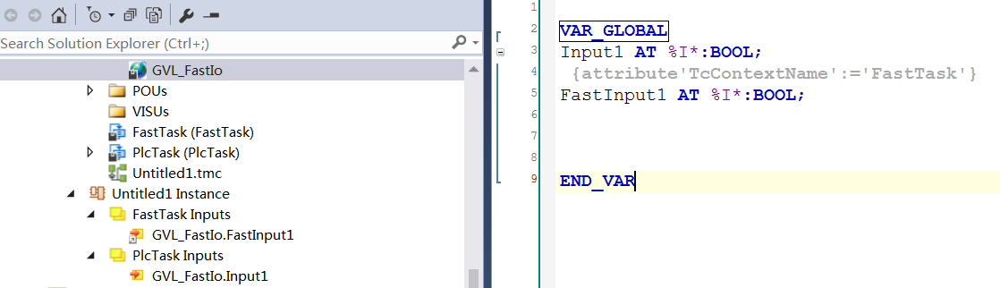 Search Solution Explorer (Ctrl+;)
GVL_FastIo
POUs
VISUs
FastTask (FastTask)
PlcTask (PlcTask)
Untitled1.tmc
Untitled1 Instance
FastTask Inputs
GVL_FastIo.FastInput1
PlcTask Inputs
GVL_FastIo.Input1
1
2 VAR_GLOBAL
3 Input1 AT %I*:BOOL;
4 {attribute'TcContextName':='FastTask'}
5 FastInput1 AT %I*:BOOL;
6
7
8
9 END_VAR